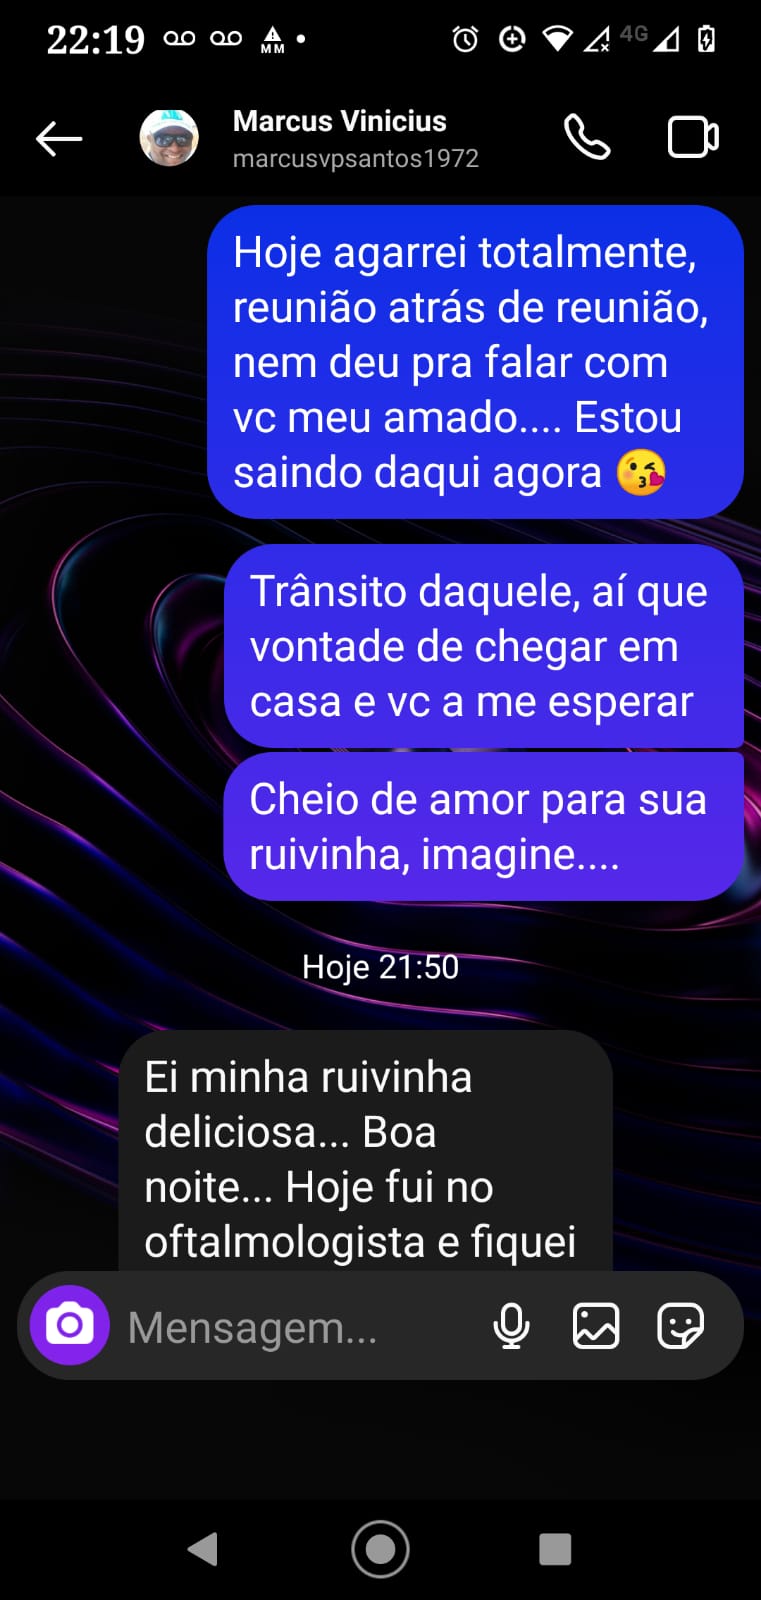 22:19
MM
4G
Marcus Vinicius
marcusvpsantos1972
Hoje agarrei totalmente,
reunião atrás de reunião,
nem deu pra falar com
vc meu amado.... Estou
saindo daqui agora 😘
Trânsito daquele, aí que
vontade de chegar em
casa e vc a me esperar
Cheio de amor para sua
ruivinha, imagine....
Hoje 21:50
Ei minha ruivinha
deliciosa... Boa
noite... Hoje fui no
oftalmologista e fiquei
Mensagem...